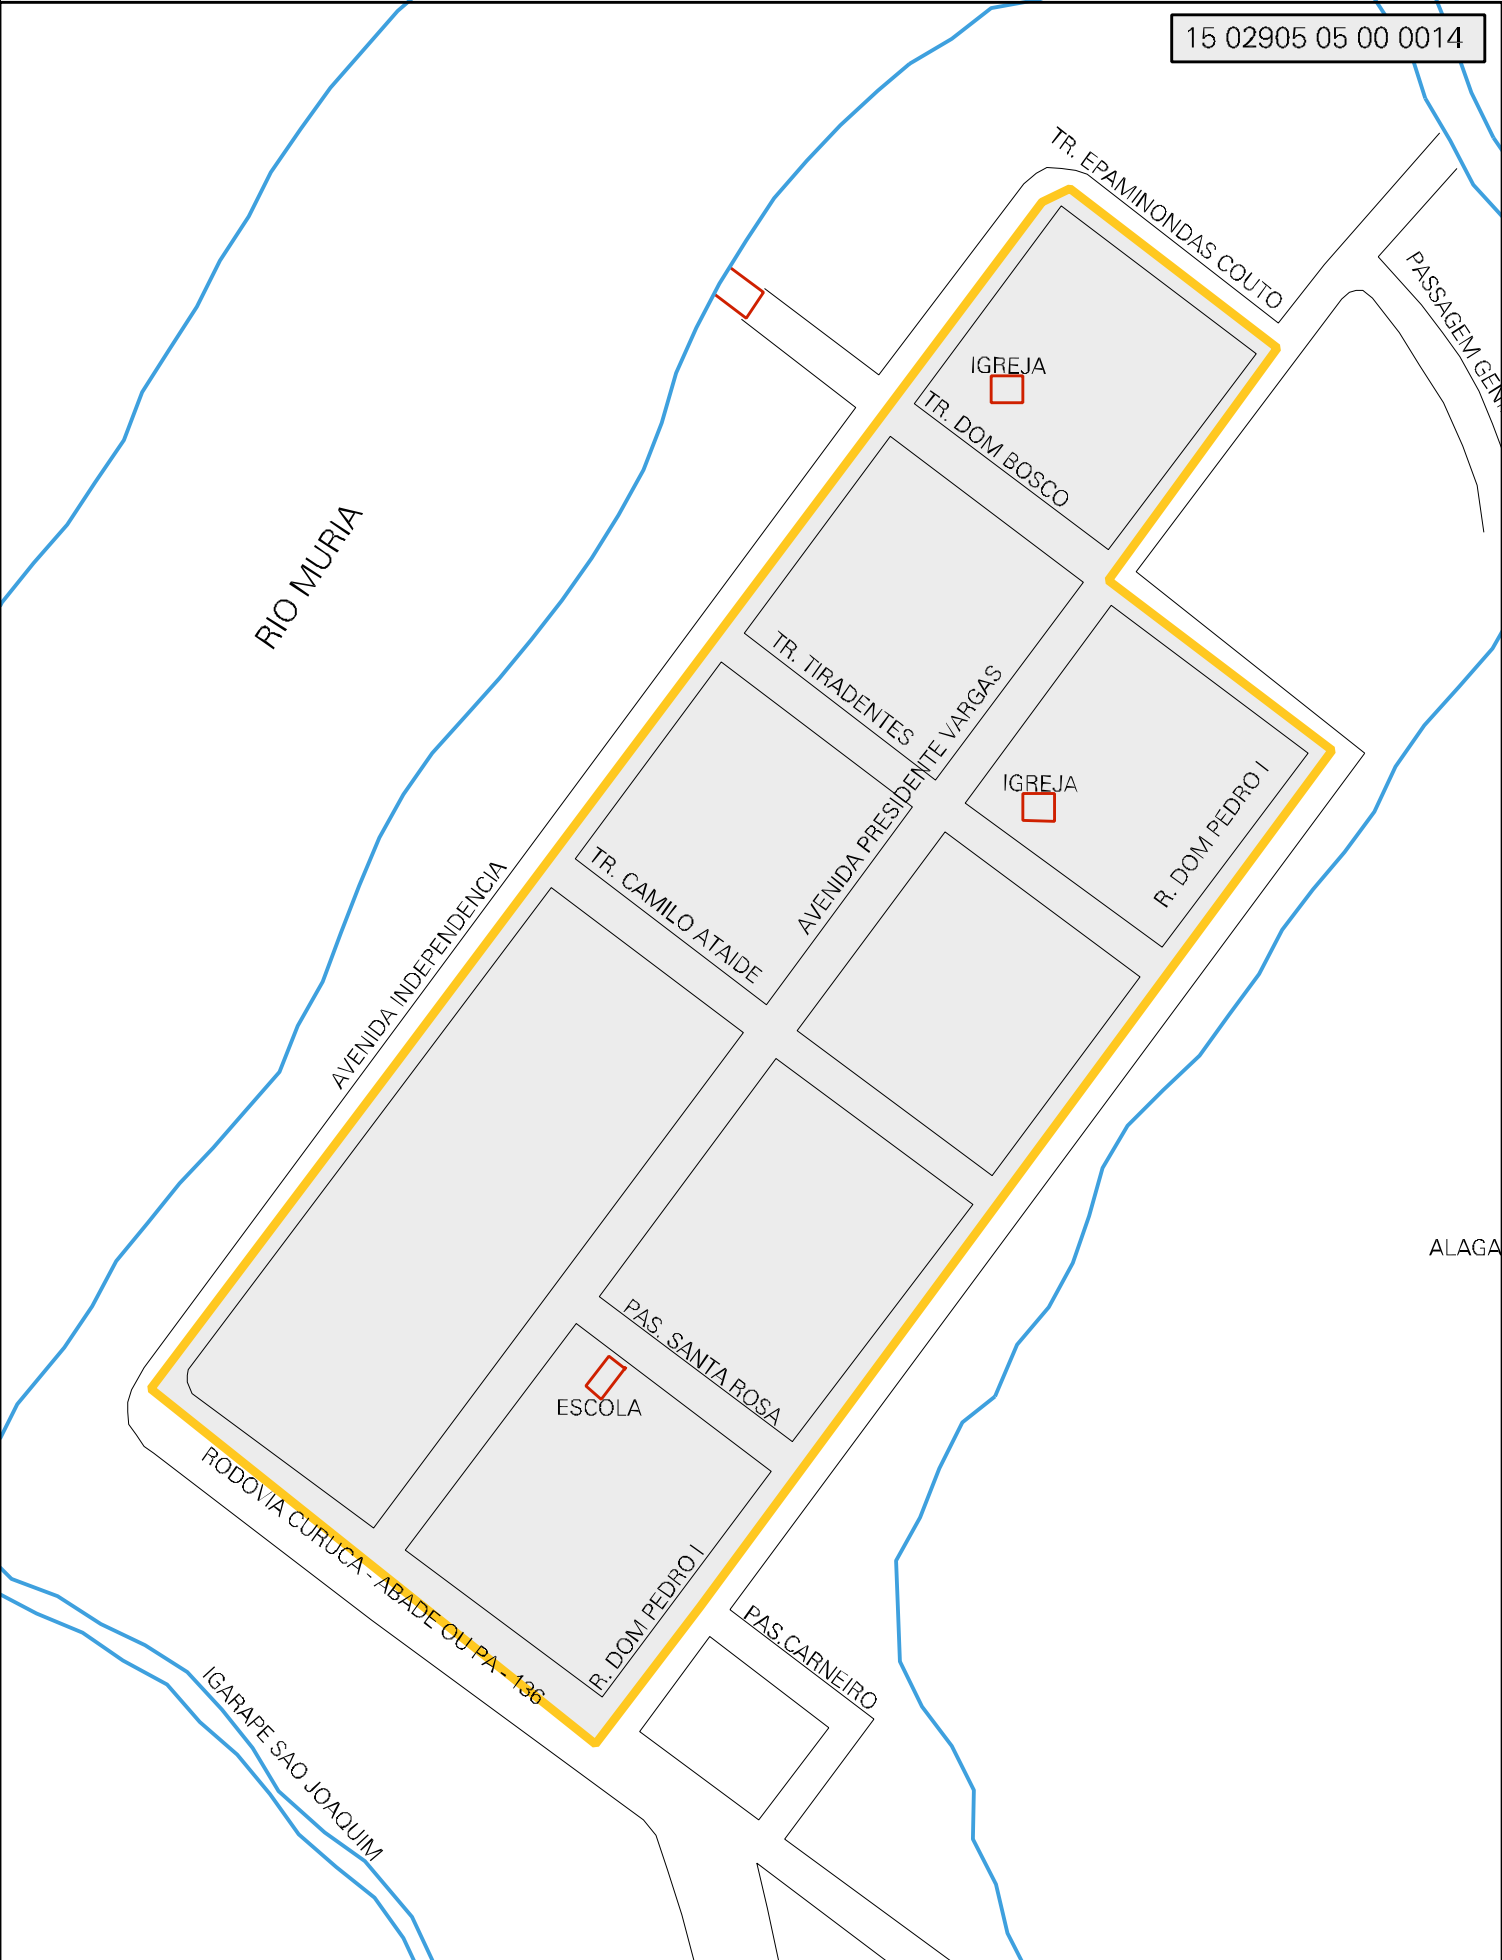 15 02905 05 00 0014
TR. EPAMINONDAS COUTO
PASSAGEM GEN
IGREJA
TR. DOM BOSCO
RIO MURIA
TR. TIRADENTES
AVENIDA PRESIDENTE VARGAS
IGREJA
R. DOM PEDRO I
TR. CAMILO ATAIDE
AVENIDA INDEPENDENCIA
ALAGA
PAS. SANTA ROSA
ESCOLA
RODOVIA CURUCA - ABADE OU PA - 136
R. DOM PEDRO I
PAS.CARNEIRO
IGARAPE SAO JOAQUIM